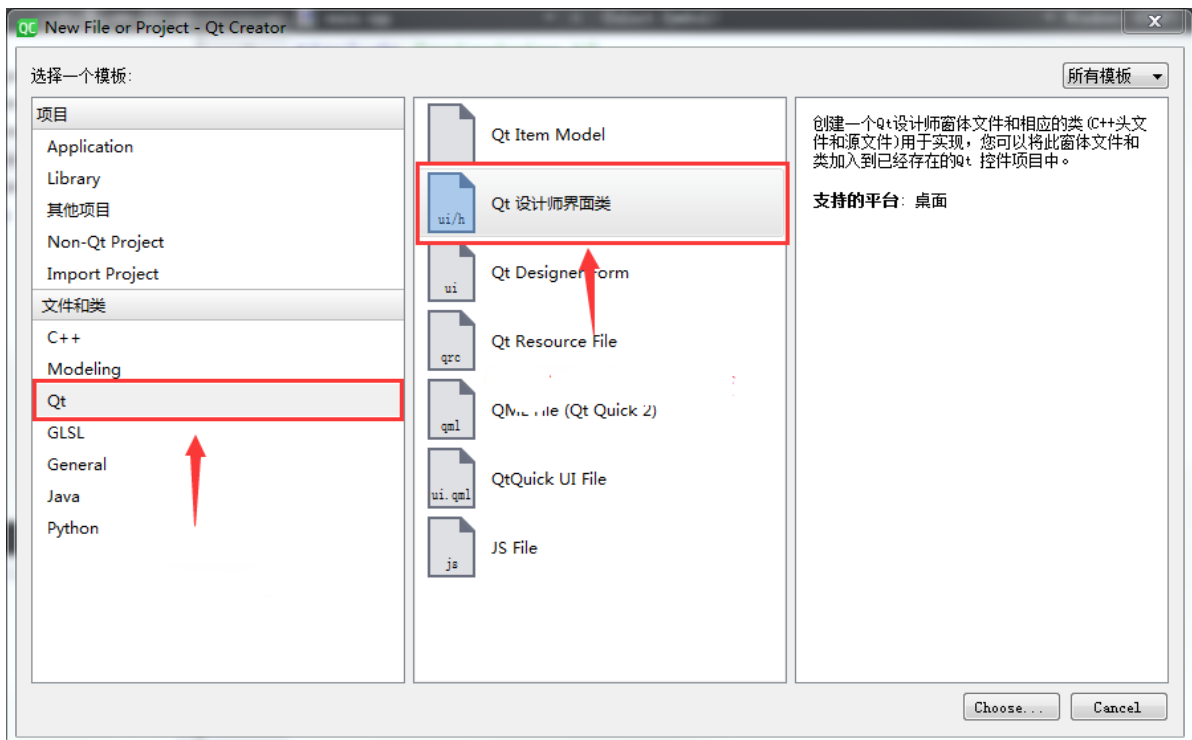 New File or Project - Qt Creator
选择一个模板:
所有模板
项目
Application
Library
其他项目
Non-Qt Project
Import Project
文件和类
C++
Modeling
Qt
GLSL
General
Java
Python
Qt Item Model
ui/h
Qt 设计师界面类
ui
Qt Designer Form
qrc
Qt Resource File
qml
(Qt Quick 2)
ui.qml
QtQuick UI File
js
JS File
创建一个Qt设计师窗体文件和相应的类(C++头文
件和源文件)用于实现，您可以将此窗体文件和
类加入到已经存在的Qt 控件项目中。
支持的平台: 桌面
Choose...
Cancel